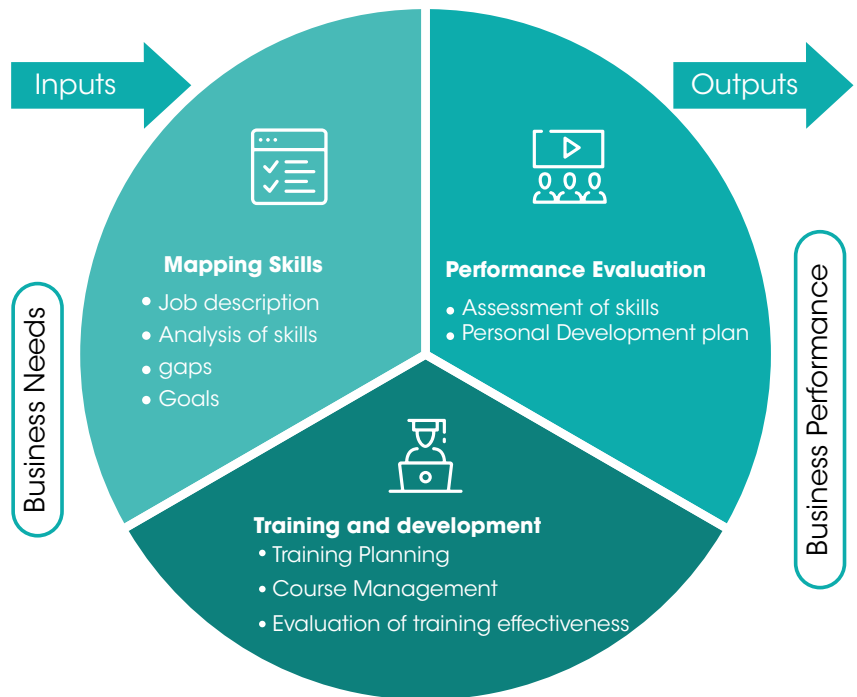 Inputs
Outputs
Mapping Skills
• Job description
• Analysis of skills
• gaps
• Goals
Performance Evaluation
• Assessment of skills
• Personal Development plan
Business Needs
Business Performance
Training and development
• Training Planning
• Course Management
• Evaluation of training effectiveness